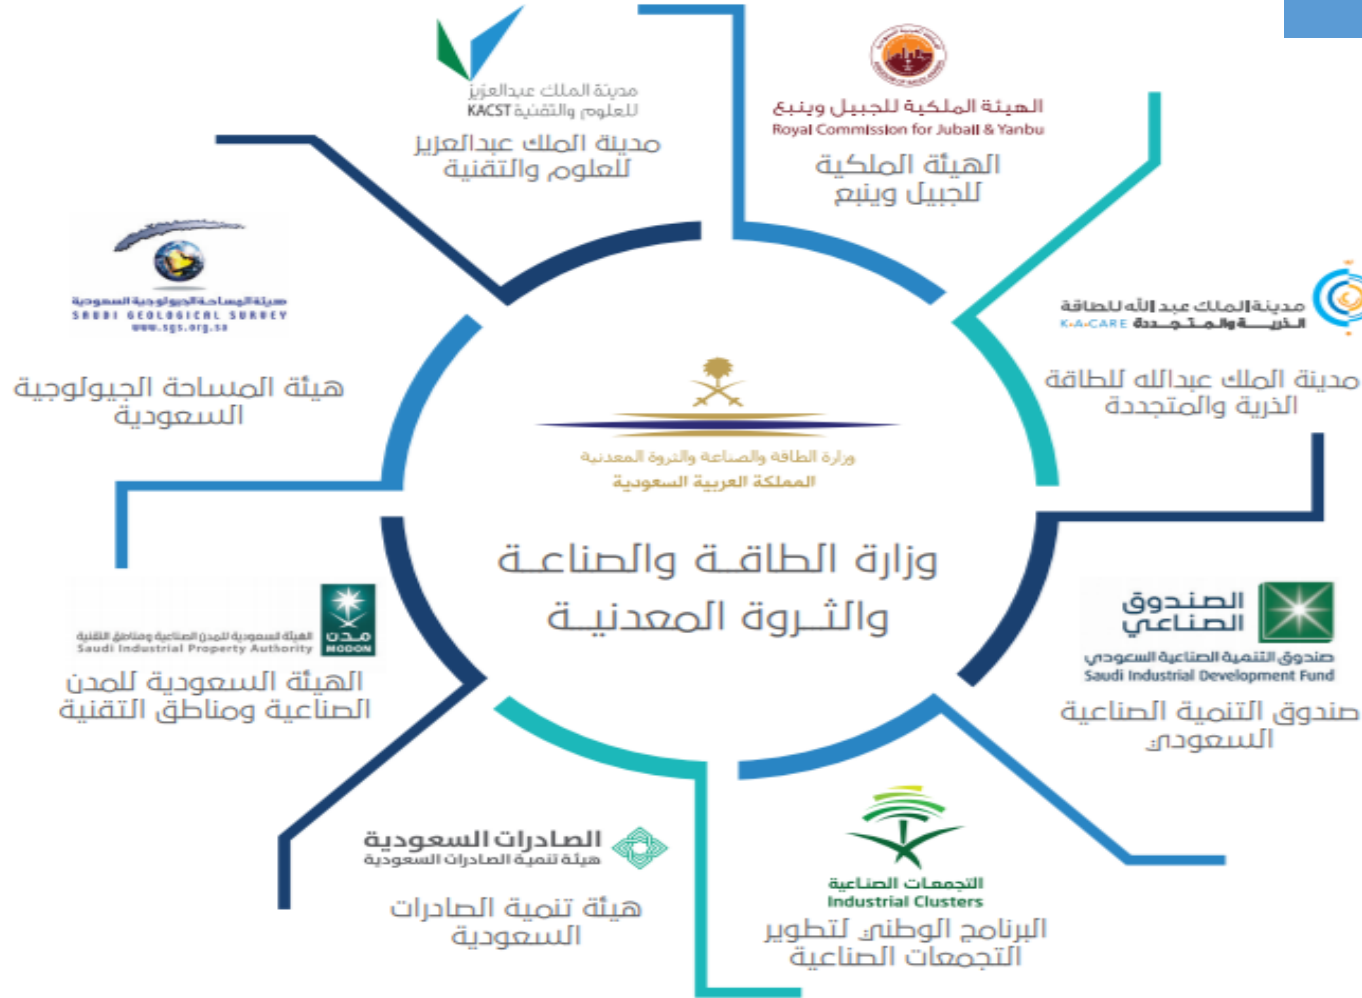 مدينة الملك عبدالعزيز
للعلوم والتقنية KACST
مدينة الملك عبدالعزيز
للعلوم والتقنية
الهيئة الملكية للجبيل وينبع
Royal Commission for Jubail & Yanbu
الهيئة الملكية
للجبيل وينبع
مدينة الملك عبد الله للطاقة
الذرية والمتجددة K•A•CARE
مدينة الملك عبدالله للطاقة
الذرية والمتجددة
الصندوق
الصناعي
صندوق التنمية الصناعية السعودي
Saudi Industrial Development Fund
صندوق التنمية الصناعية
السعودي
التجمعات الصناعية
Industrial Clusters
البرنامج الوطني لتطوير
التجمعات الصناعية
الصادرات السعودية
هيئة تنمية الصادرات السعودية
هيئة تنمية الصادرات
السعودية
مدن
MODON
الهيئة السعودية للمدن الصناعية ومناطق التقنية
Saudi Industrial Property Authority
الهيئة السعودية للمدن
الصناعية ومناطق التقنية
هيئة المساحة الجيولوجية السعودية
SAUDI GEOLOGICAL SURVEY
www.sgs.org.sa
هيئة المساحة الجيولوجية
السعودية
وزارة الطاقة والصناعة والثروة المعدنية
المملكة العربية السعودية
وزارة الطاقــة والصناعــة
والثــروة المعدنيــة